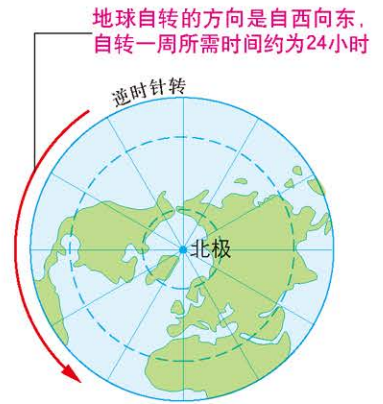 地球自转的方向是自西向东，
自转一周所需时间约为24小时
逆时针转
北极